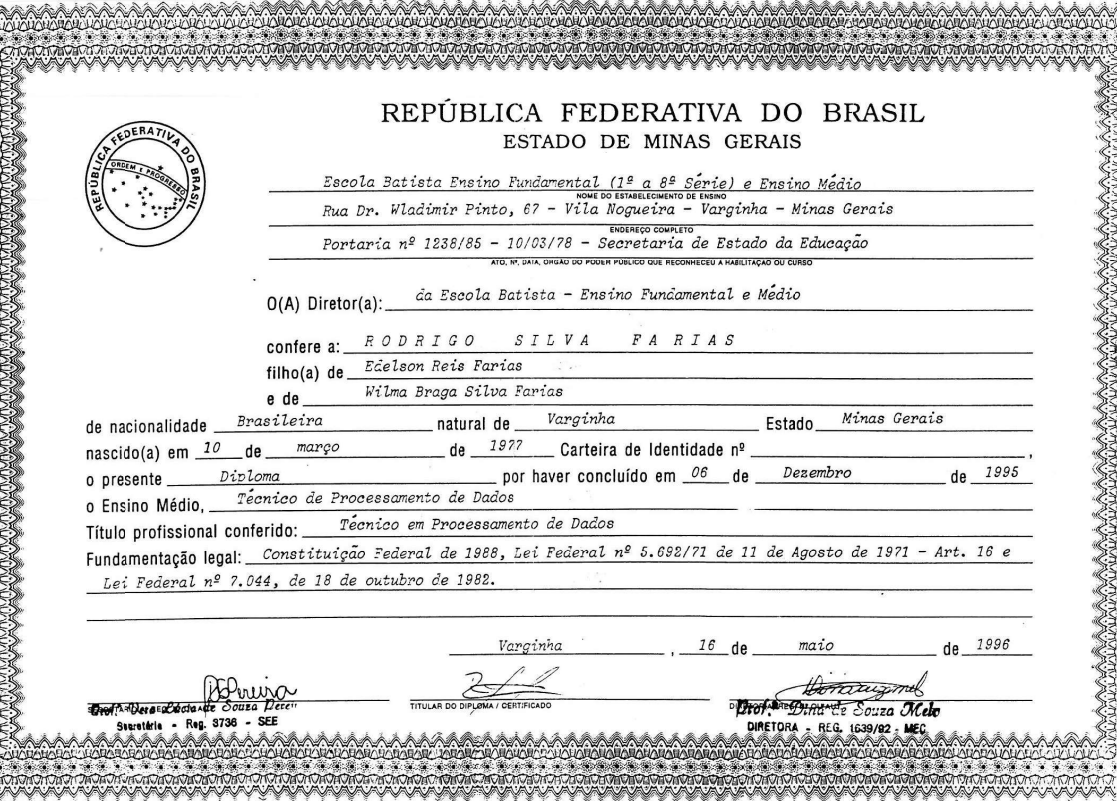 REPÚBLICA FEDERATIVA DO BRASIL
ESTADO DE MINAS GERAIS
REPÚBLICA FEDERATIVA DO BRASIL
ORDEM E PROGRESSO
Escola Batista Ensino Fundamental (1ª a 8ª Série) e Ensino Médio
NOME DO ESTABELECIMENTO DE ENSINO
Rua Dr. Wladimir Pinto, 67 - Vila Nogueira - Varginha - Minas Gerais
ENDEREÇO COMPLETO
Portaria nº 1238/85 - 10/03/78 - Secretaria de Estado da Educação
ATO, Nº, DATA, ORGÃO DO PODER PÚBLICO QUE RECONHECEU A HABILITAÇÃO OU CURSO
O(A) Diretor(a): da Escola Batista - Ensino Fundamental e Médio
confere a: RODRIGO SILVA FARIAS
filho(a) de Edelson Reis Farias
e de Wilma Braga Silva Farias
de nacionalidade Brasileira natural de Varginha Estado Minas Gerais
nascido(a) em 10 de março de 1977 Carteira de Identidade nº ,
o presente Diploma por haver concluído em 06 de Dezembro de 1995
o Ensino Médio, Técnico de Processamento de Dados
Título profissional conferido: Técnico em Processamento de Dados
Fundamentação legal: Constituição Federal de 1988, Lei Federal nº 5.692/71 de 11 de Agosto de 1971 - Art. 16 e
Lei Federal nº 7.044, de 18 de outubro de 1982.
Varginha , 16 de maio de 1996
Prof.ª Vera Lúcia de Souza
TITULAR DO DIPLOMA / CERTIFICADO
Prof.ª Dina de Souza Melo
Secretária - Reg. 3736 - SEE
DIRETORA - REG. 1639/92 - MEC